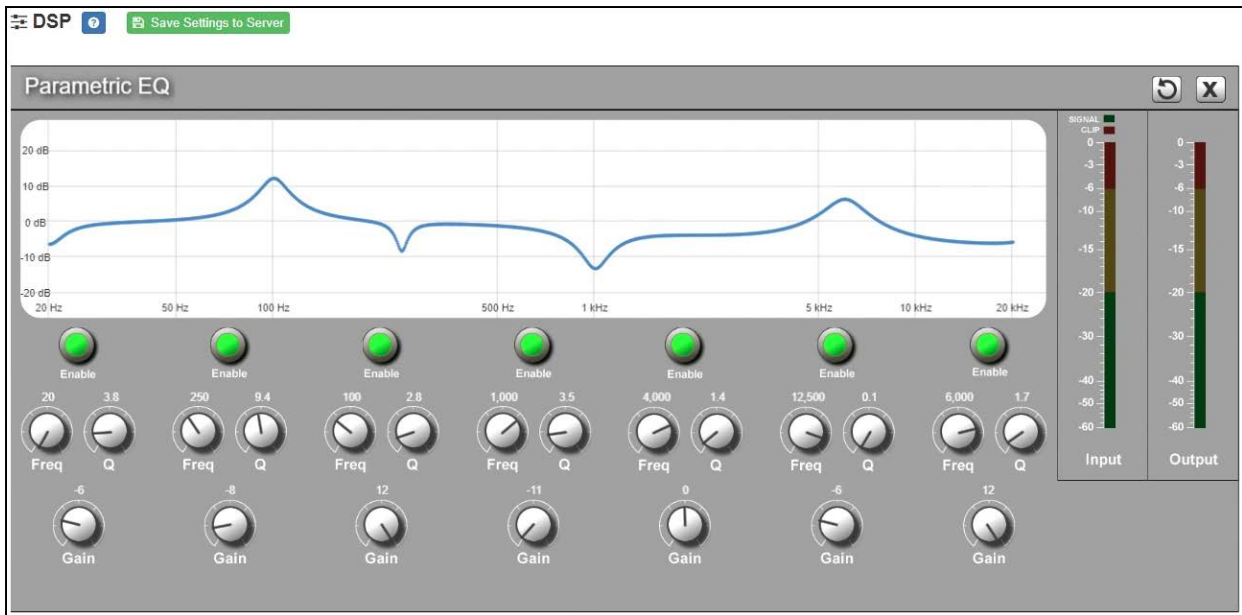 DSP ? Save Settings to Server
Parametric EQ X
20 dB
10 dB
0 dB
-10 dB
-20 dB
20 Hz 50 Hz 100 Hz 500 Hz 1 kHz 5 kHz 10 kHz 20 kHz
Enable Enable Enable Enable Enable Enable Enable
20 3.8 250 9.4 100 2.8 1,000 3.5 4,000 1.4 12,500 0.1 6,000 1.7
Freq Q Freq Q Freq Q Freq Q Freq Q Freq Q Freq Q
-6 -8 12 -11 0 -6 12
Gain Gain Gain Gain Gain Gain Gain
SIGNAL
CLIP
0 0
-3 -3
-6 -6
-10 -10
-15 -15
-20 -20
-30 -30
-40 -40
-50 -50
-60 -60
Input Output